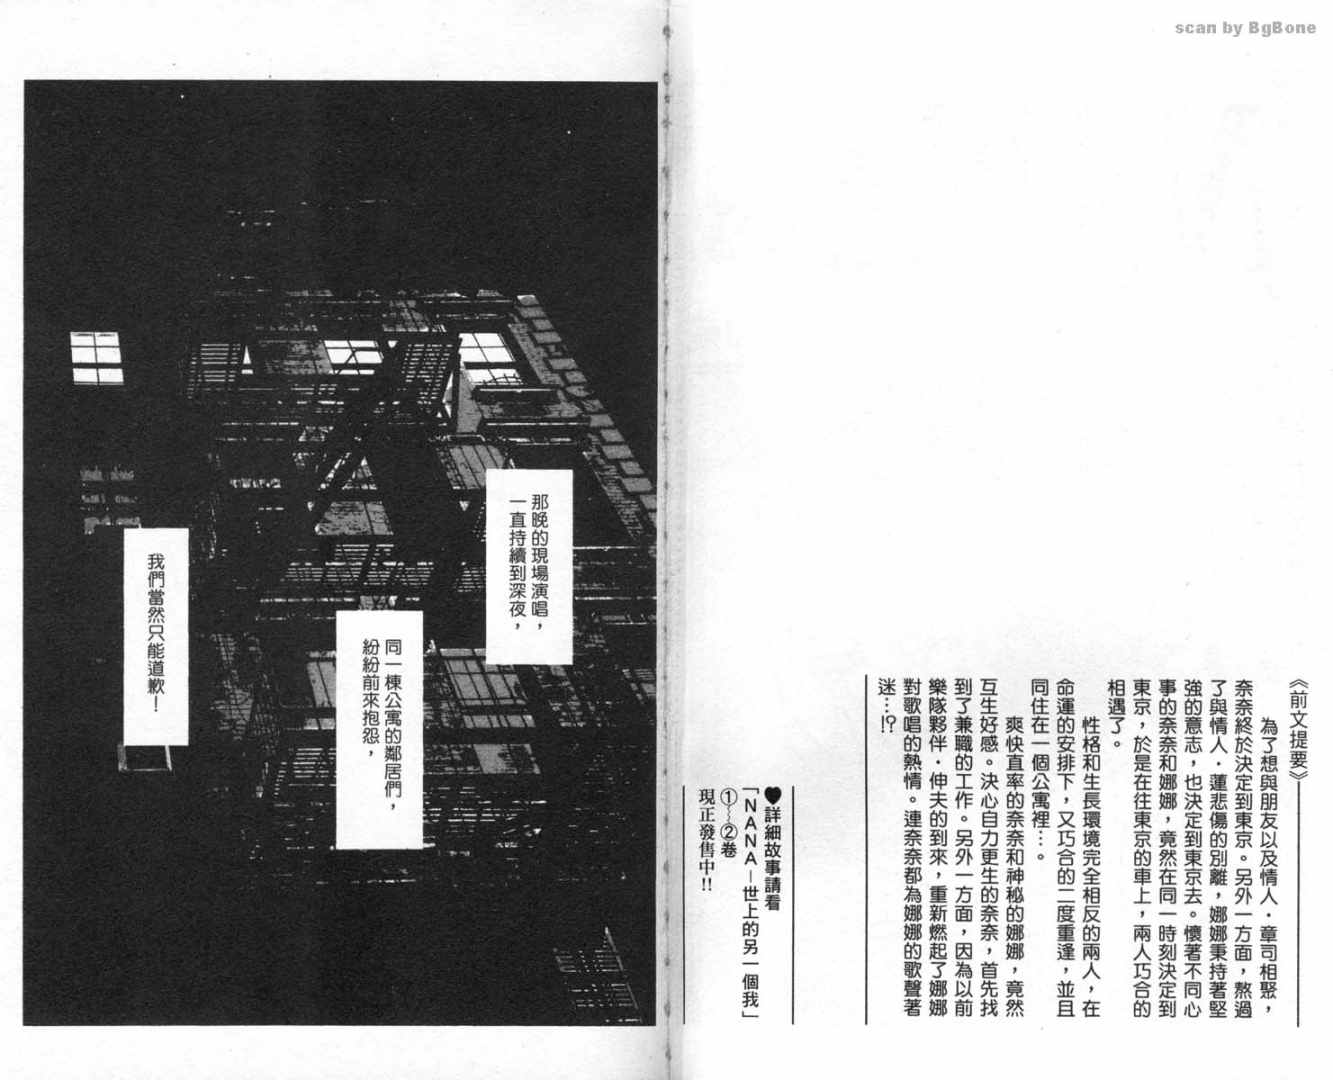 scan by BgBone
《前文提要》
為了想與朋友以及情人．章司相聚，
奈奈終於決定到東京。另外一方面，熬過
了與情人．蓮悲傷的別離，娜娜秉持著堅
強的意志，也決定到東京去。懷著不同心
事的奈奈和娜娜，竟然在同一時刻決定到
東京，於是在往東京的車上，兩人巧合的
相遇了。
性格和生長環境完全相反的兩人，在
命運的安排下，又巧合的二度重逢，並且
同住在一個公寓裡…。
爽快直率的奈奈和神秘的娜娜，竟然
互生好感。決心自力更生的奈奈，首先找
到了兼職的工作。另外一方面，因為以前
樂隊夥伴．伸夫的到來，重新燃起了娜娜
對歌唱的熱情。連奈奈都為娜娜的歌聲著
迷…!?
♥詳細故事請看
「NANA－世上的另一個我」
①～②卷
現正發售中!!
那晚的現場演唱，
一直持續到深夜，
同一棟公寓的鄰居們，
紛紛前來抱怨，
我們當然只能道歉！